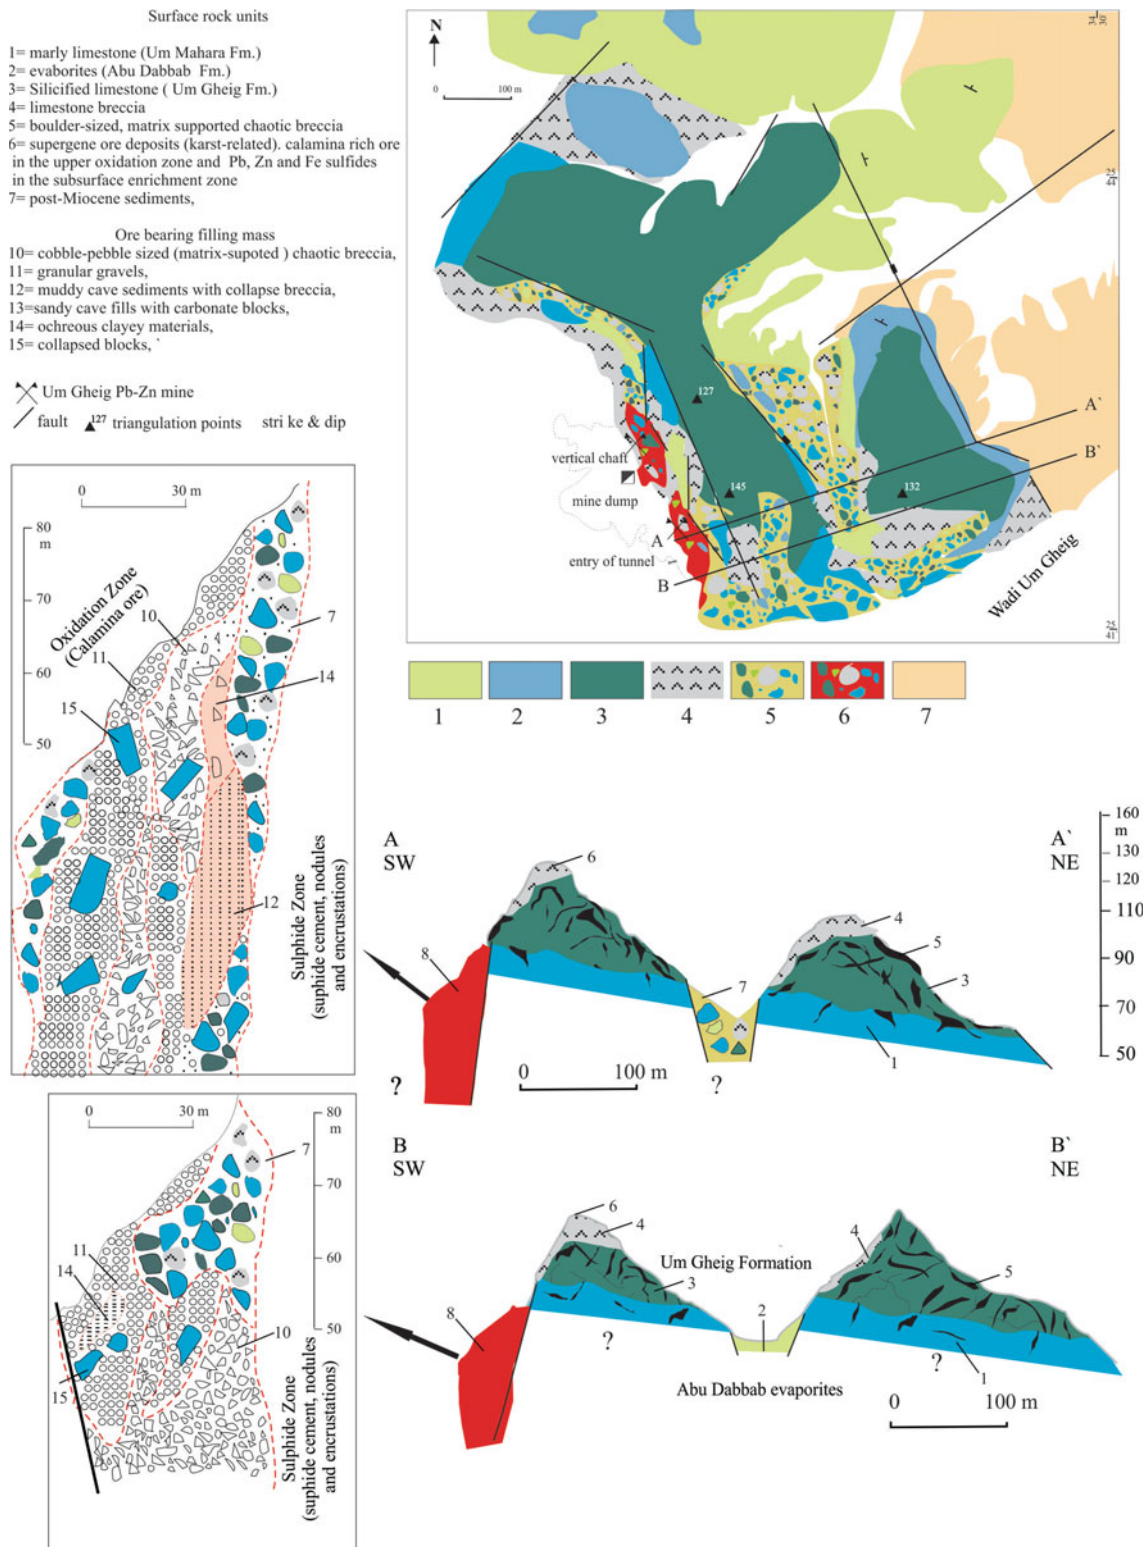 Surface rock units
1= marly limestone (Um Mahara Fm.)
2= evaborites (Abu Dabbab Fm.)
3= Silicified limestone ( Um Gheig Fm.)
4= limestone breccia
5= boulder-sized, matrix supported chaotic breccia
6= supergene ore deposits (karst-related). calamina rich ore
in the upper oxidation zone and Pb, Zn and Fe sulfides
in the subsurface enrichment zone
7= post-Miocene sediments,
Ore bearing filling mass
10= cobble-pebble sized (matrix-supoted ) chaotic breccia,
11= granular gravels,
12= muddy cave sediments with collapse breccia,
13=sandy cave fills with carbonate blocks,
14= ochreous clayey materials,
15= collapsed blocks, `
Um Gheig Pb-Zn mine
fault
127 triangulation points
stri ke & dip
N
0 100 m
34
30
25
44
127
vertical chaft
145
132
mine dump
A
A`
B`
entry of tunnel
B
Wadi Um Gheig
25
41
1 2 3 4 5 6 7
0 30 m
80
m
70
60
50
Oxidation Zone
(Calamina ore)
10
11
15
4
7
14
12
Sulphide Zone
(suphide cement, nodules
and encrustations)
A
SW
A`
NE
160
m
130
120
110
90
70
50
6
4
5
8
7
3
1
?
0 100 m
?
0 30 m
80
m
70
60
50
7
11
14
10
15
Sulphide Zone
(suphide cement, nodules
and encrustations)
B
SW
B`
NE
6
4
Um Gheig Formation
4
5
3
8
2
?
?
1
Abu Dabbab evaporites
0 100 m